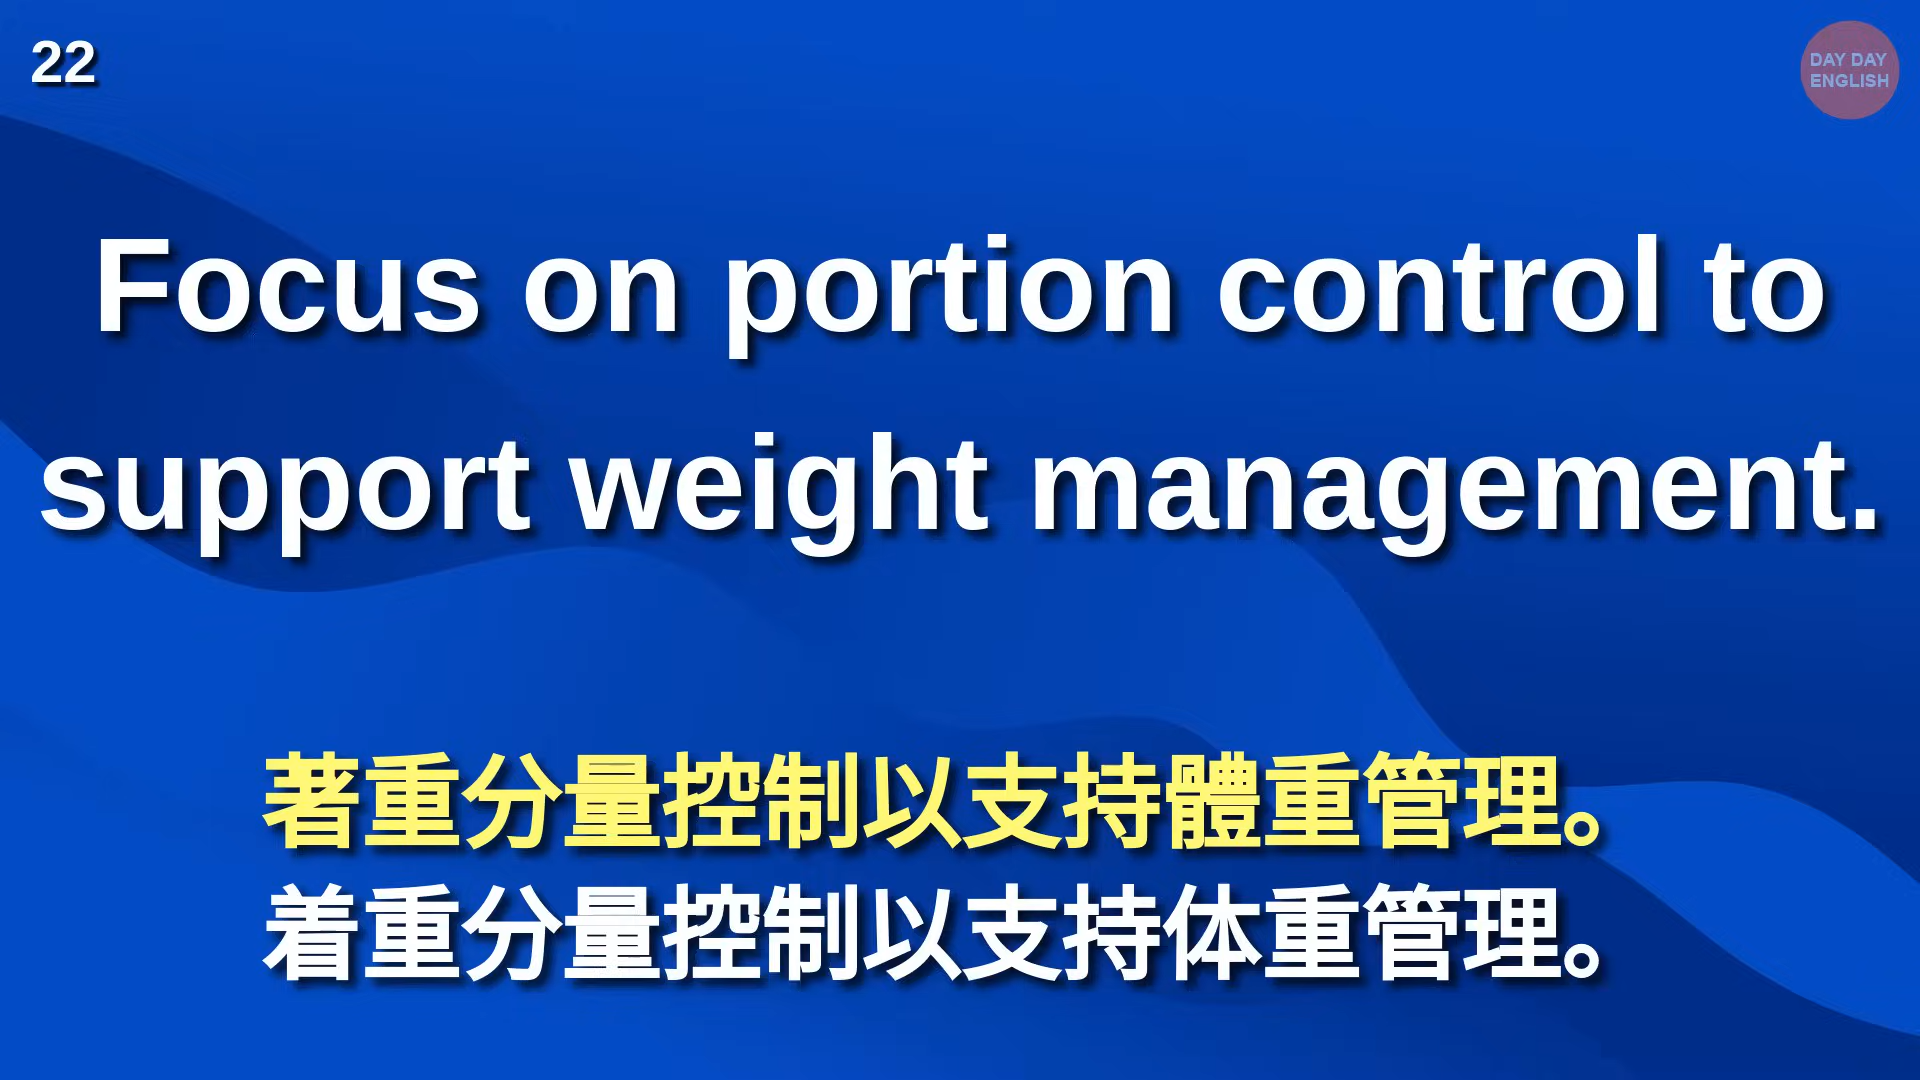 22
DAY DAY
ENGLISH
Focus on portion control to
support weight management.
著重分量控制以支持體重管理。
着重分量控制以支持体重管理。